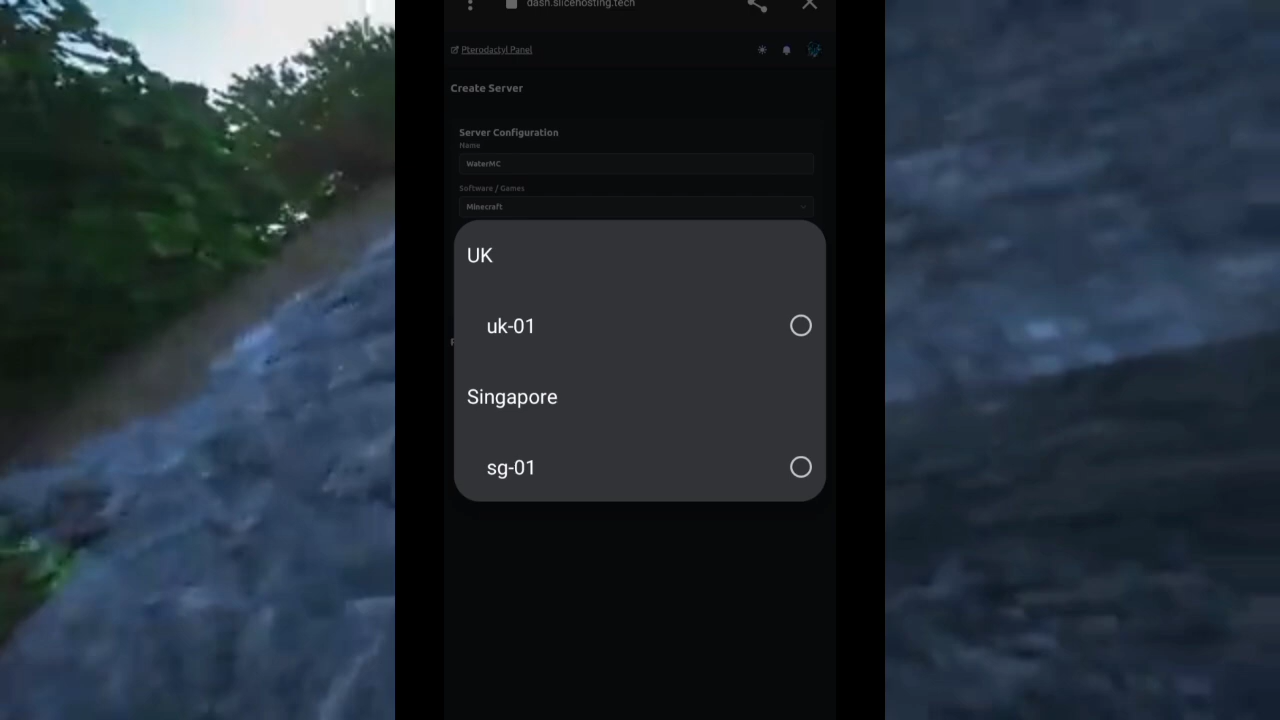 dash.slicehosting.tech
Pterodactyl Panel
Create Server
Server Configuration
Name
WaterMC
Software / Games
Minecraft
UK
uk-01
Singapore
sg-01